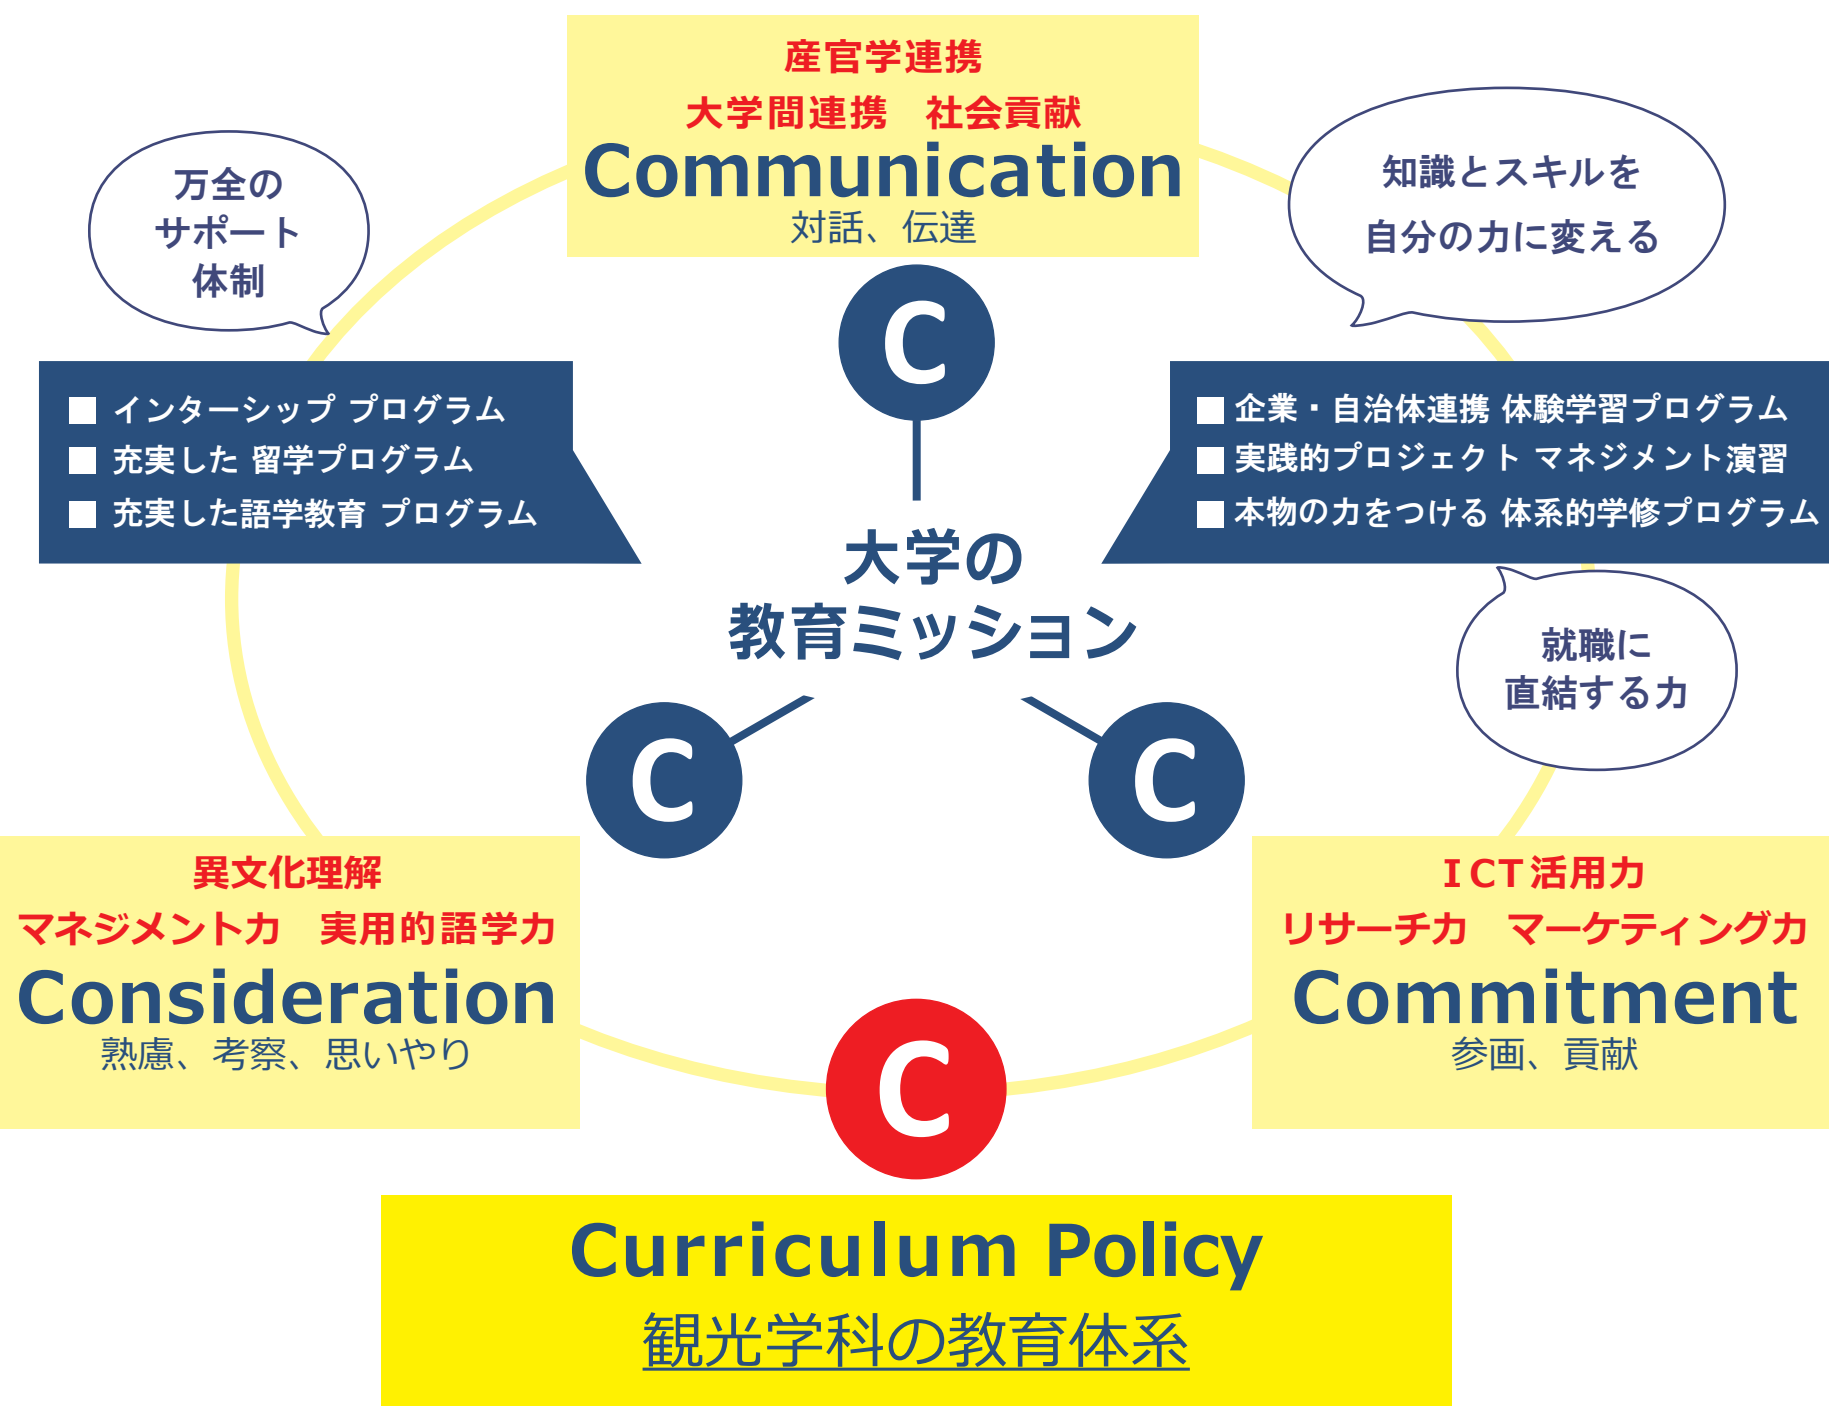 産官学連携
大学間連携　社会貢献
Communication
対話、伝達
万全の
サポート
体制
知識とスキルを
自分の力に変える
C
■ インターシップ プログラム
■ 充実した 留学プログラム
■ 充実した語学教育 プログラム
■ 企業・自治体連携 体験学習プログラム
■ 実践的プロジェクト マネジメント演習
■ 本物の力をつける 体系的学修プログラム
大学の
教育ミッション
就職に
直結する力
C
C
異文化理解
マネジメント力　実用的語学力
Consideration
熟慮、考察、思いやり
ICT活用力
リサーチ力　マーケティング力
Commitment
参画、貢献
C
Curriculum Policy
観光学科の教育体系